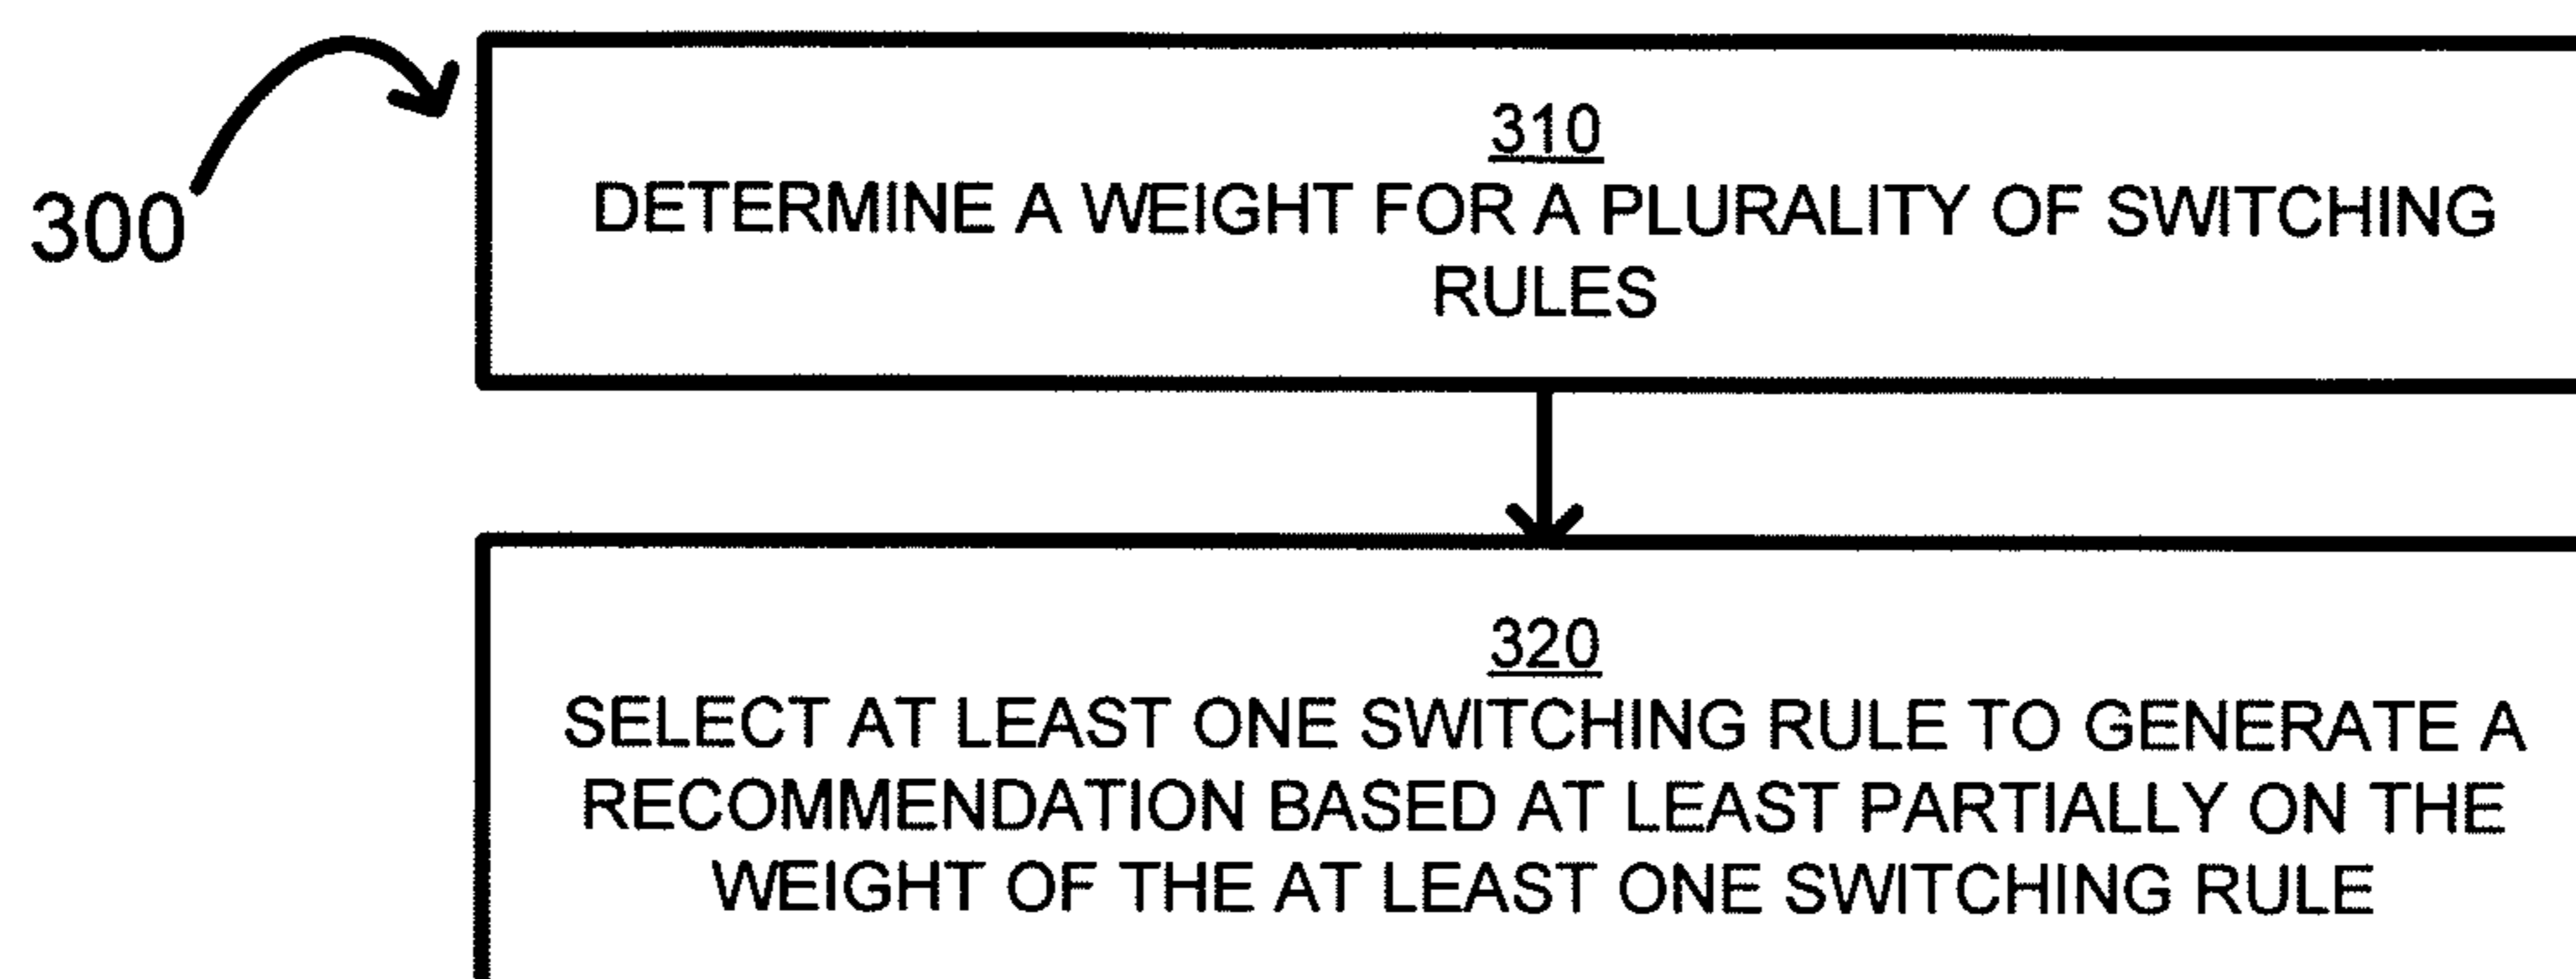 310
DETERMINE A WEIGHT FOR A PLURALITY OF SWITCHING
RULES
300
320
SELECT AT LEAST ONE SWITCHING RULE TO GENERATE A
RECOMMENDATION BASED AT LEAST PARTIALLY ON THE
WEIGHT OF THE AT LEAST ONE SWITCHING RULE